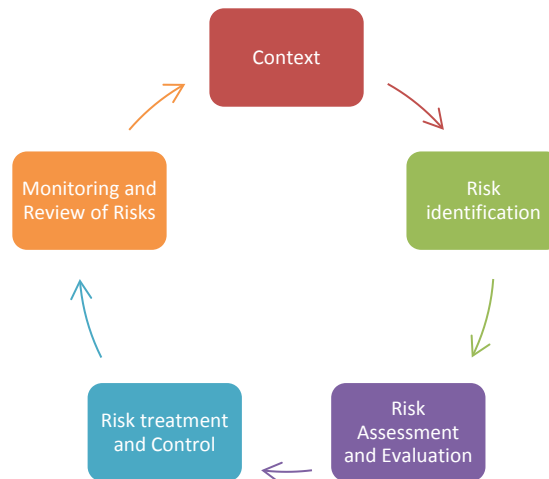 Context
Risk
identification
Risk
Assessment
and Evaluation
Risk treatment
and Control
Monitoring and
Review of Risks